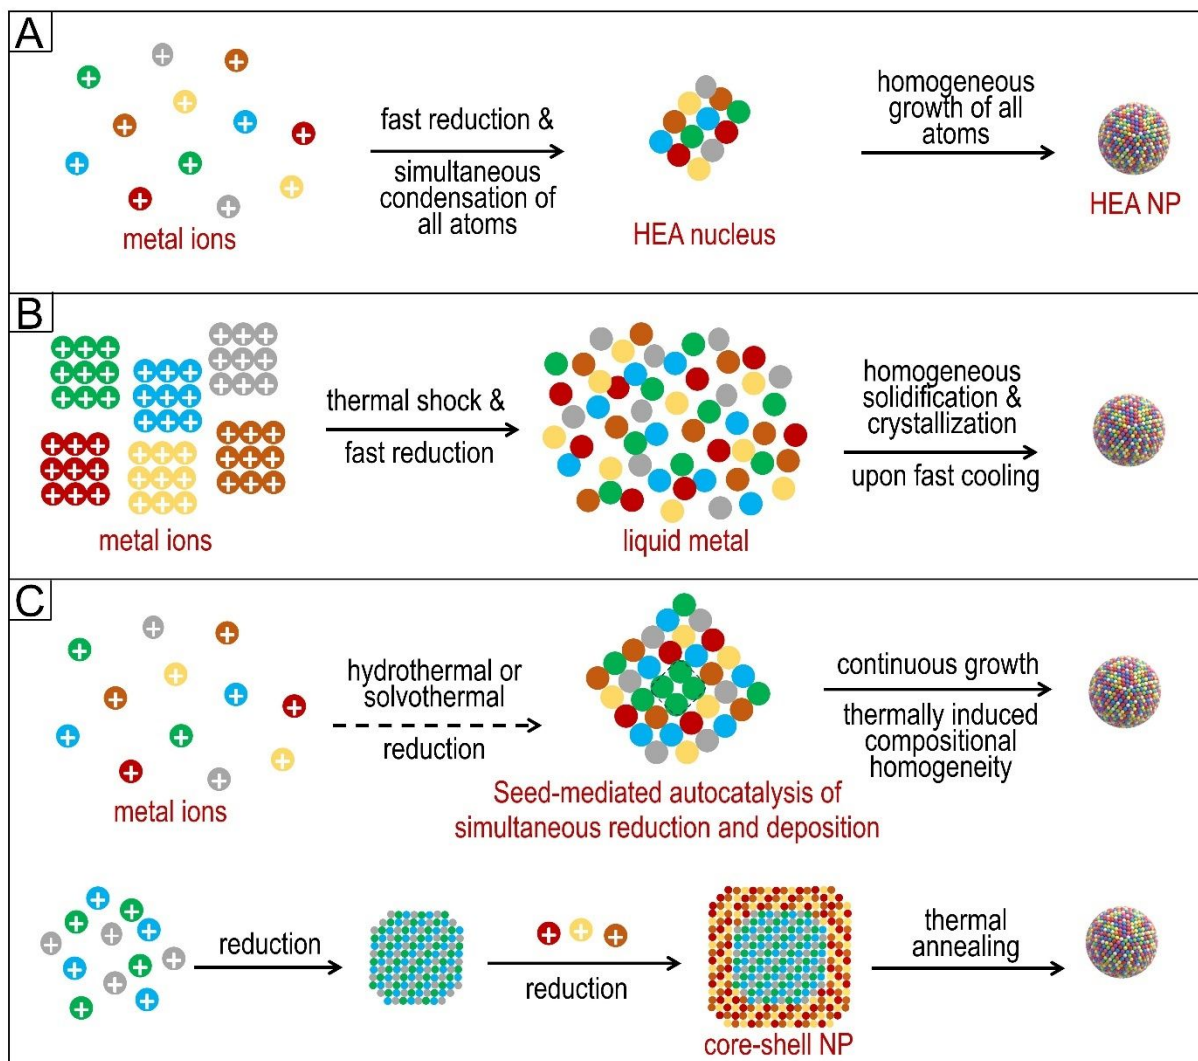 A
fast reduction &
simultaneous
condensation of
all atoms
homogeneous
growth of all
atoms
metal ions
HEA nucleus
HEA NP
B
thermal shock &
fast reduction
homogeneous
solidification &
crystallization
upon fast cooling
metal ions
liquid metal
C
hydrothermal or
solvothermal
reduction
continuous growth
thermally induced
compositional
homogeneity
metal ions
Seed-mediated autocatalysis of
simultaneous reduction and deposition
reduction
reduction
thermal
annealing
core-shell NP